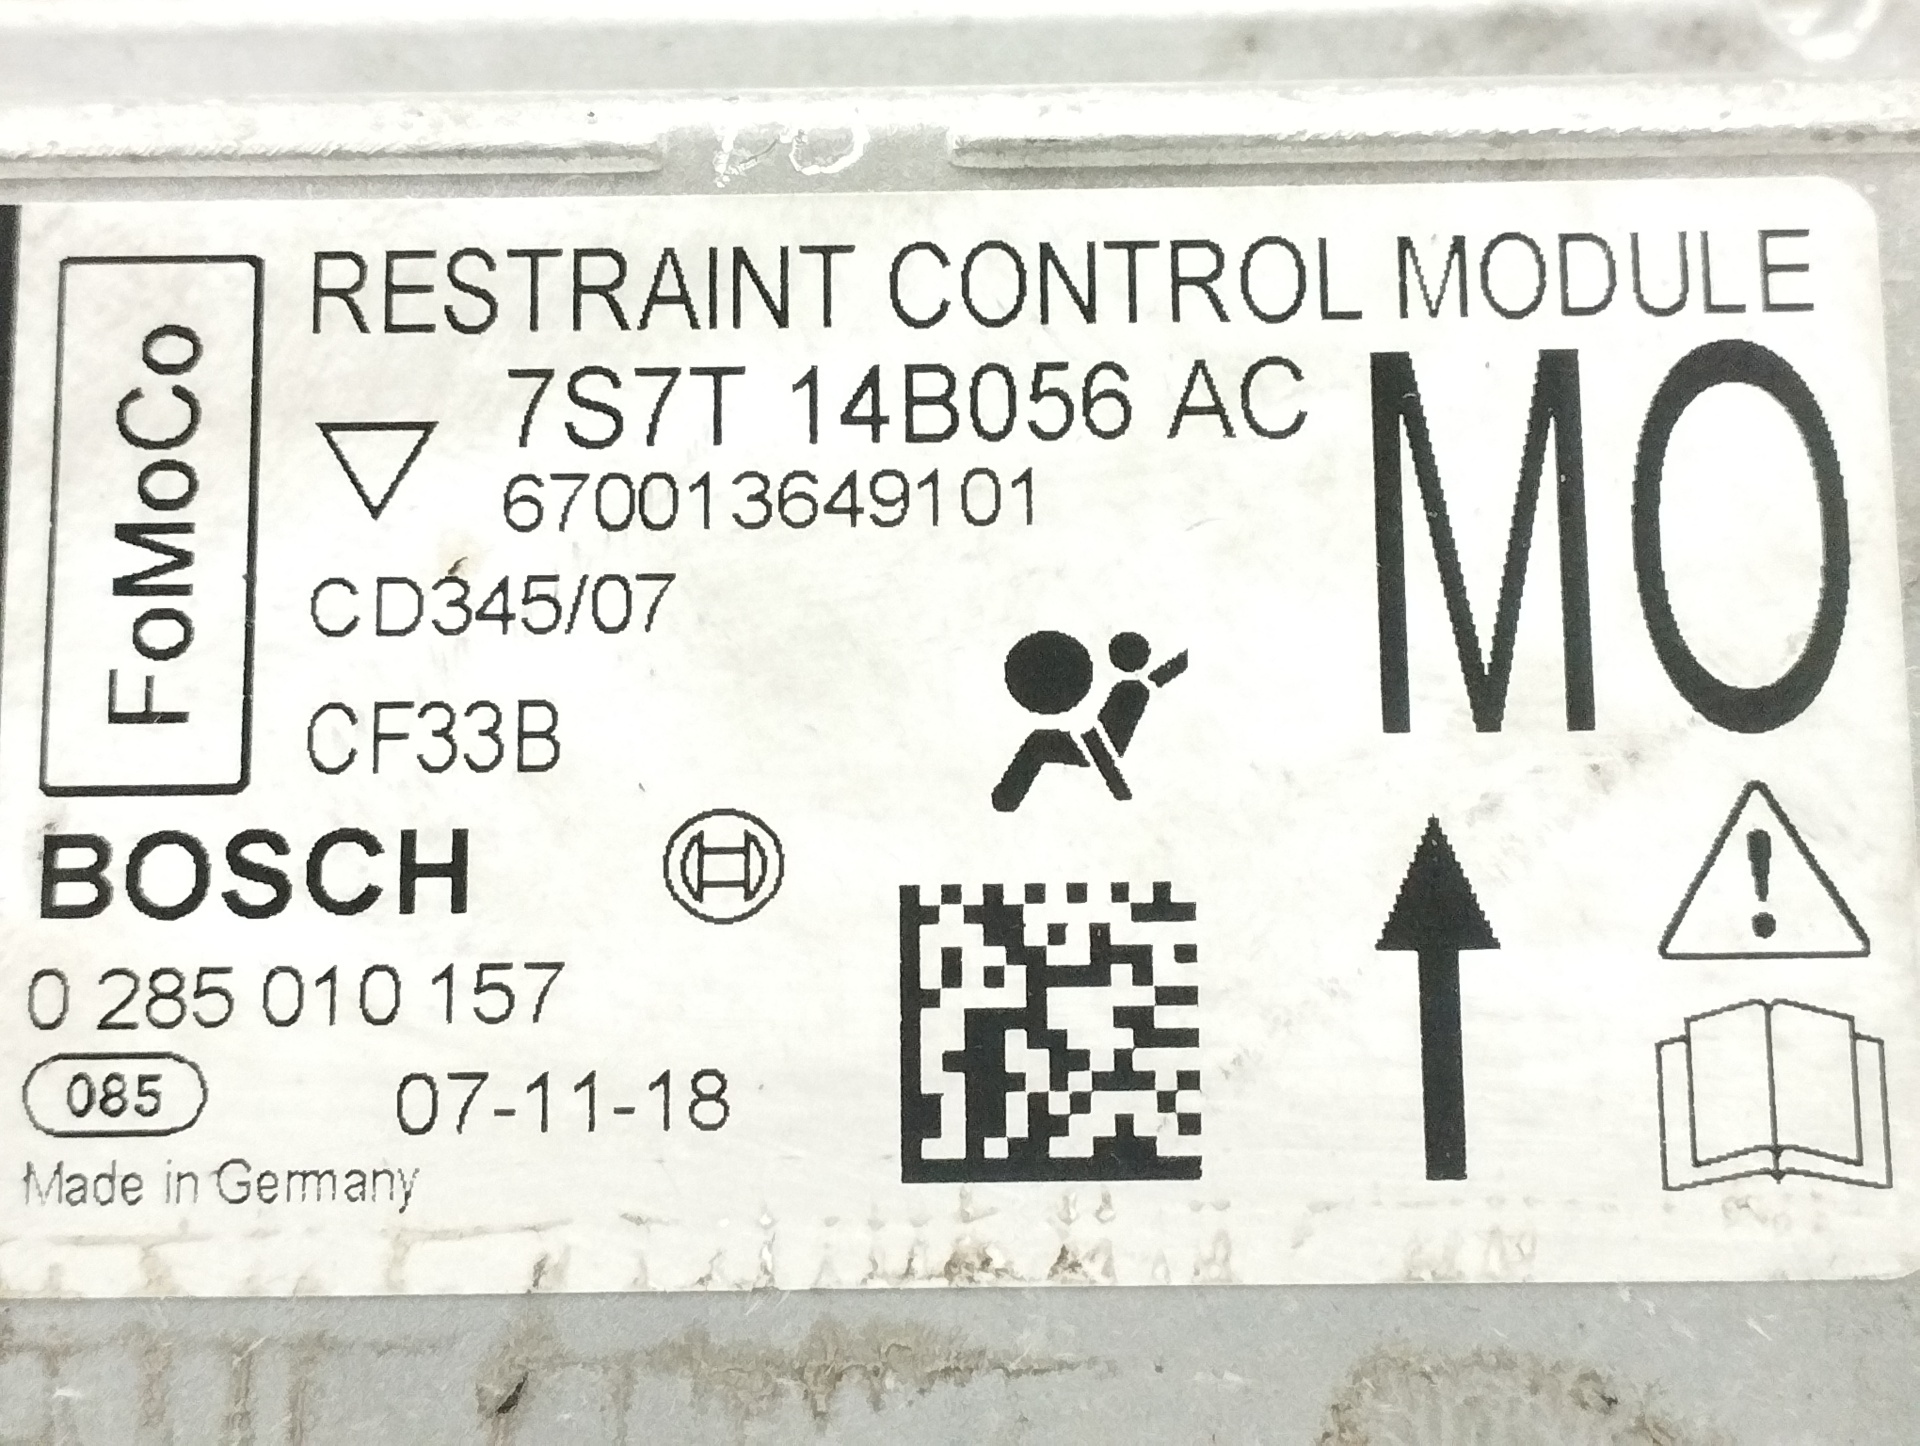 FoMoCo
RESTRAINT CONTROL MODULE
7S7T 14B056 AC
670013649101
MO
CD345/07
CF33B
BOSCH
0 285 010 157
085
07-11-18
Made in Germany